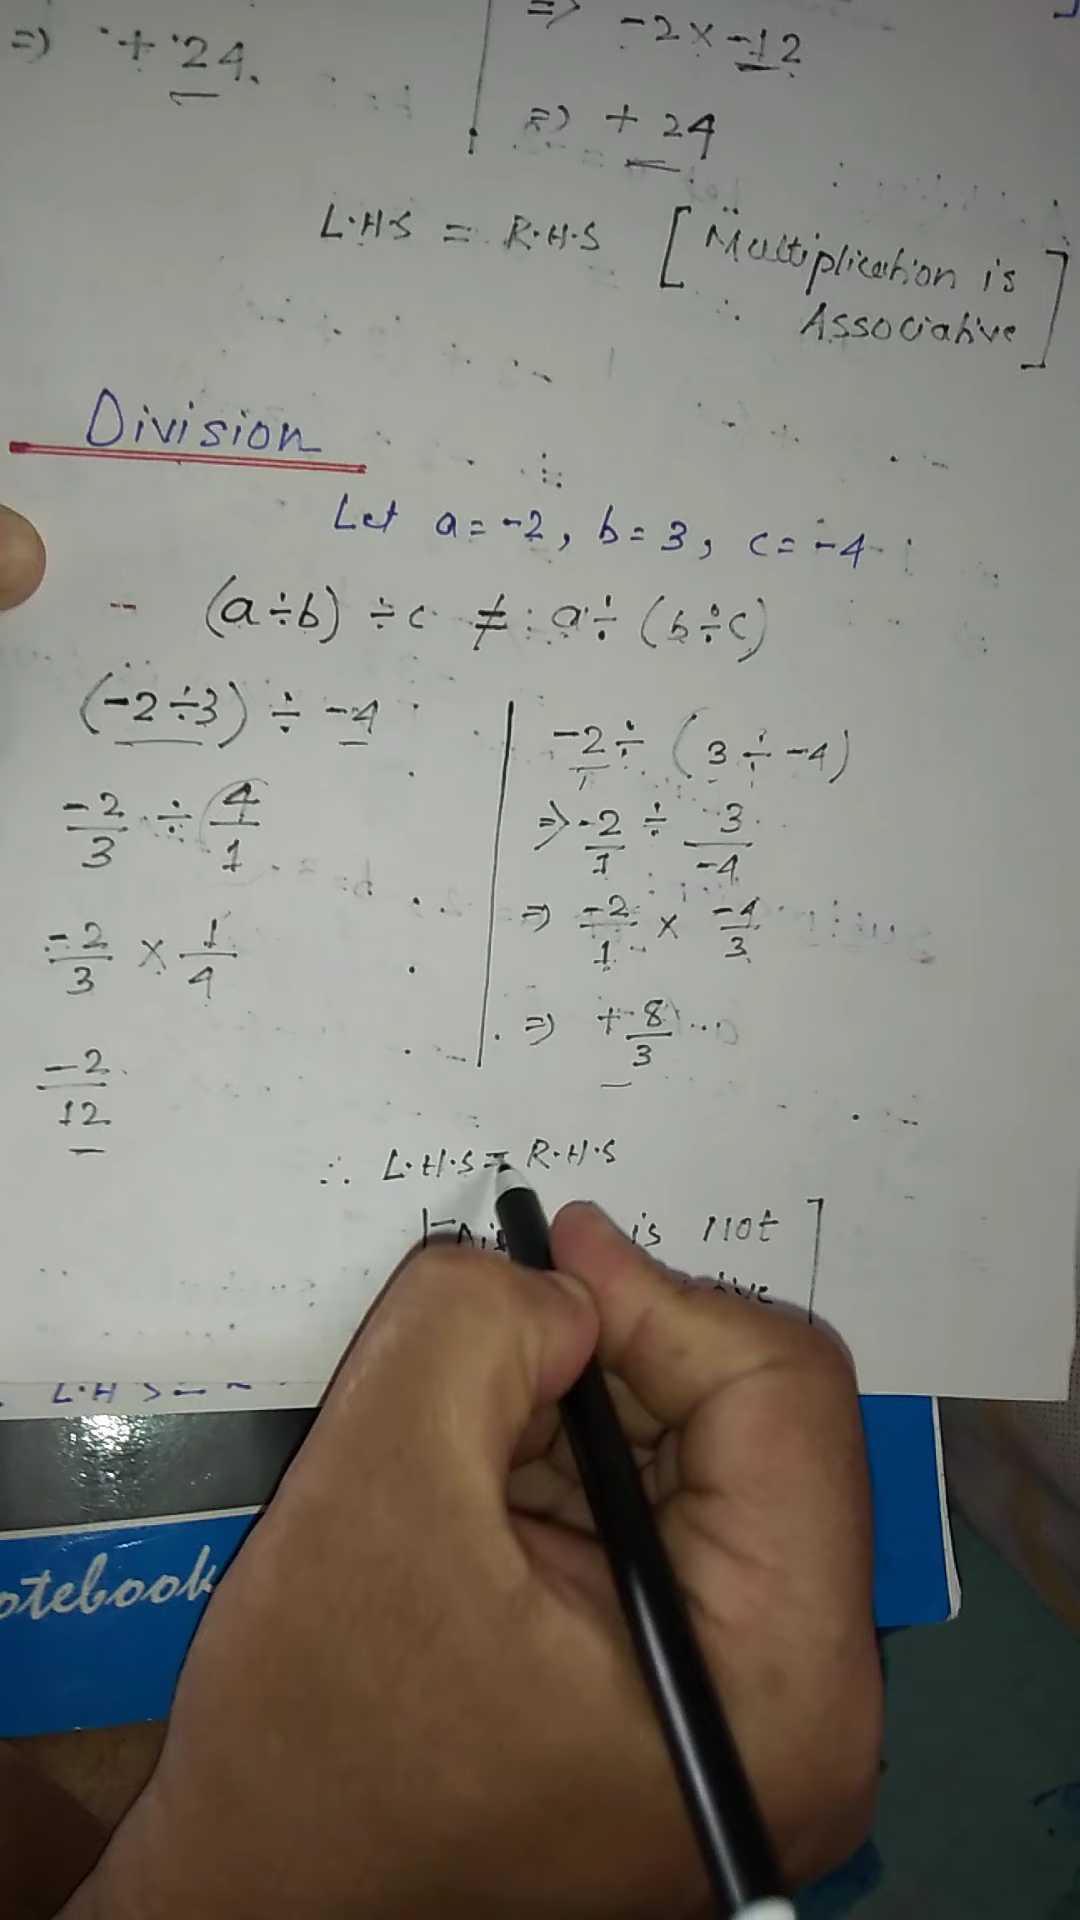 => + 24.
=> -2 x -12
=> + 24
L.H.S = R.H.S [Multiplication is
Associative]
Division
Let a = -2, b = 3, c = -4
(a÷b) ÷ c ≠ a ÷ (b÷c)
(-2÷3) ÷ -4
-2/3 ÷ 4/1
-2/3 x 1/4
-2/12
-2 ÷ (3 ÷ -4)
=> -2/1 ÷ 3/-4
=> -2/1 x -4/3
=> +8/3
∴ L.H.S = R.H.S
is not
]
L.H
otebook